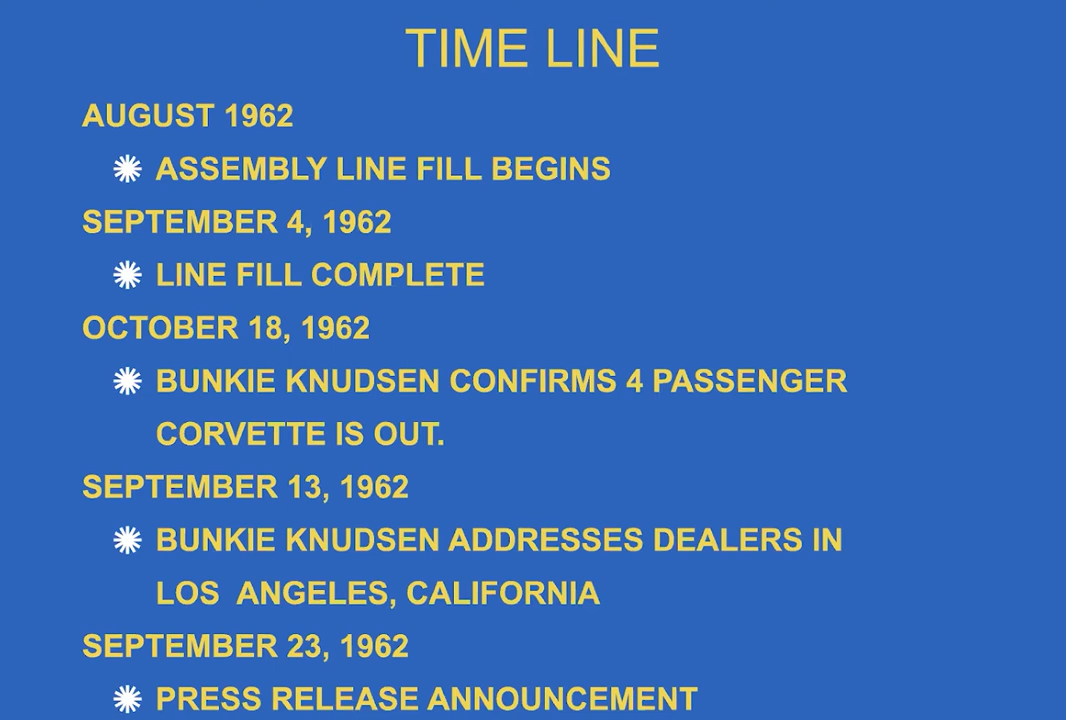 TIME LINE
AUGUST 1962
ASSEMBLY LINE FILL BEGINS
SEPTEMBER 4, 1962
LINE FILL COMPLETE
OCTOBER 18, 1962
BUNKIE KNUDSEN CONFIRMS 4 PASSENGER
CORVETTE IS OUT.
SEPTEMBER 13, 1962
BUNKIE KNUDSEN ADDRESSES DEALERS IN
LOS  ANGELES, CALIFORNIA
SEPTEMBER 23, 1962
PRESS RELEASE ANNOUNCEMENT